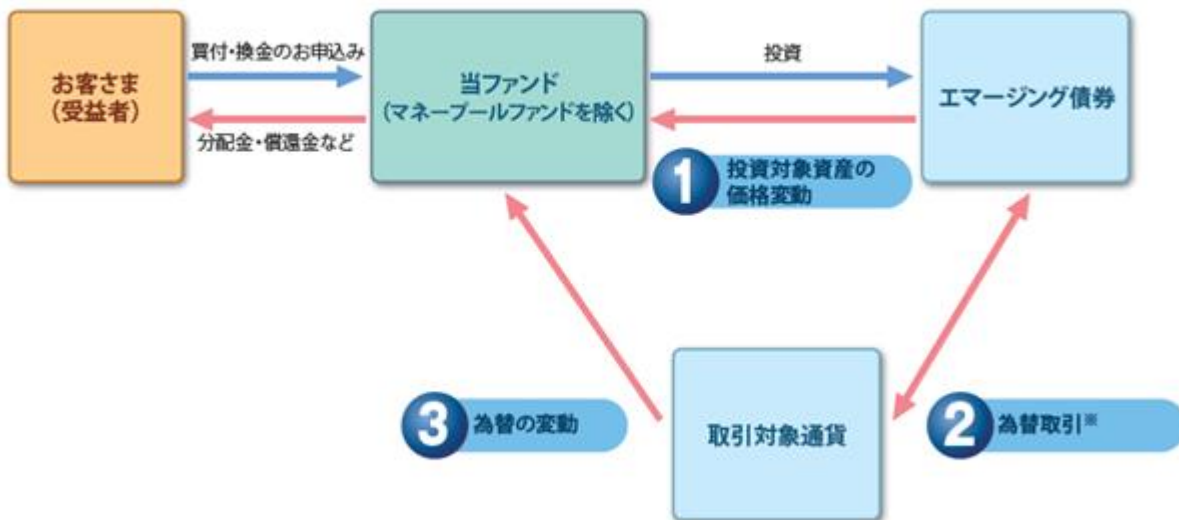 買付・換金のお申込み
投資
お客さま
(受益者)
当ファンド
(マネープールファンドを除く)
エマージング債券
分配金・償還金など
1 投資対象資産の
価格変動
3 為替の変動
取引対象通貨
2 為替取引※